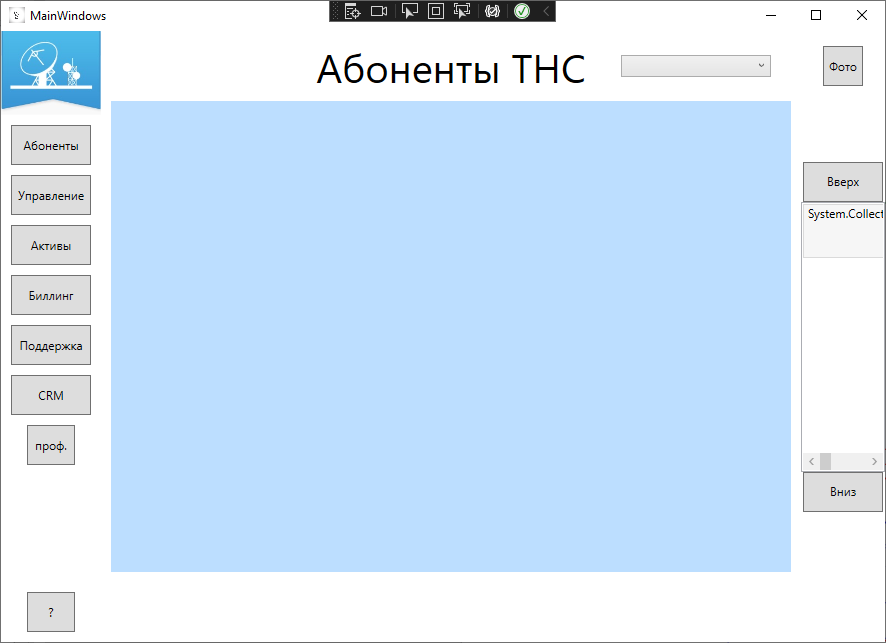 MainWindows
Абоненты ТНС
Фото
Абоненты
Управление
Активы
Биллинг
Поддержка
CRM
проф.
?
Вверх
System.Collect
Вниз